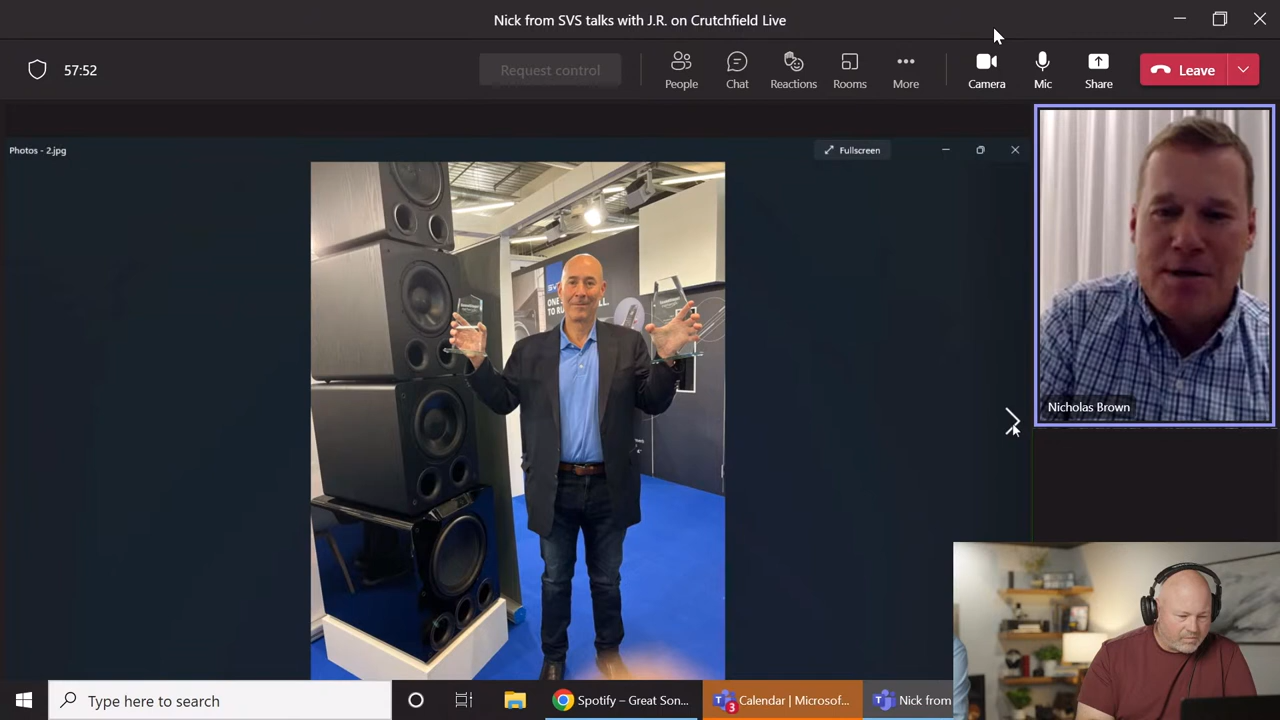 Nick from SVS talks with J.R. on Crutchfield Live
57:52
Request control
People
Chat
Reactions
Rooms
More
Camera
Mic
Share
Leave
Photos - 2.jpg
Fullscreen
Nicholas Brown
Type here to search
Spotify – Great Son...
3
Calendar | Microsof...
Nick from